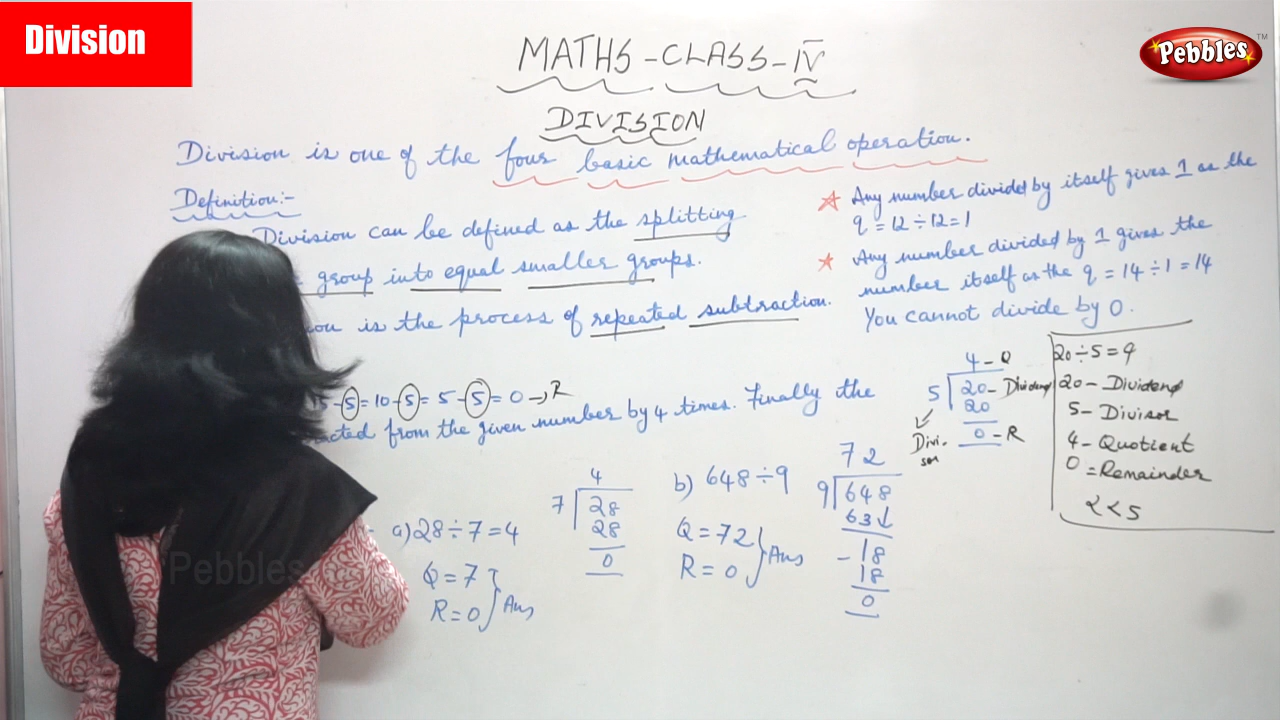 Division
Pebbles™
MATHS - CLASS - IV
DIVISION
Division is one of the four basic mathematical operation.
Definition:-
Division can be defined as the splitting
group into equal smaller groups.
is the process of repeated subtraction.
15-5=10-5=5-5=0→R
from the given number by 4 times. Finally the
a) 28÷7=4
Q=7
R=0
Ans
4
7 28
28
0
b) 648÷9
Q=72
R=0
Ans
72
9 648
63↓
-18
18
0
☆ Any number divided by itself gives 1 as the
q = 12÷12=1
☆ Any number divided by 1 gives the
number itself as the q = 14÷1=14
You cannot divide by 0.
4-Q
5 20-Dividend
20
0-R
Divi-
sor
20÷5=9
20-Dividend
5-Divisor
4-Quotient
0=Remainder
2<5
Pebbles